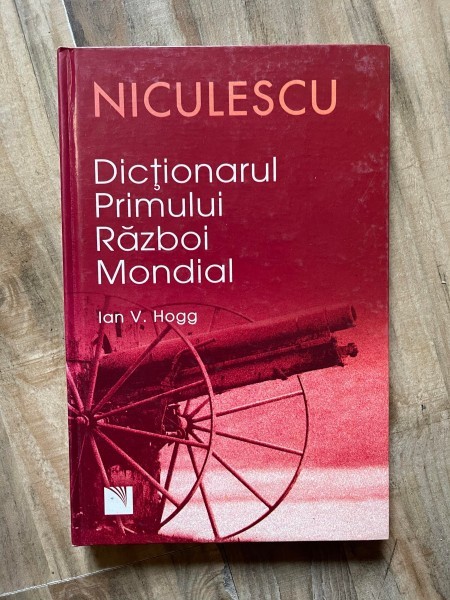 NICULESCU
Dicţionarul
Primului
Război
Mondial
Ian V. Hogg